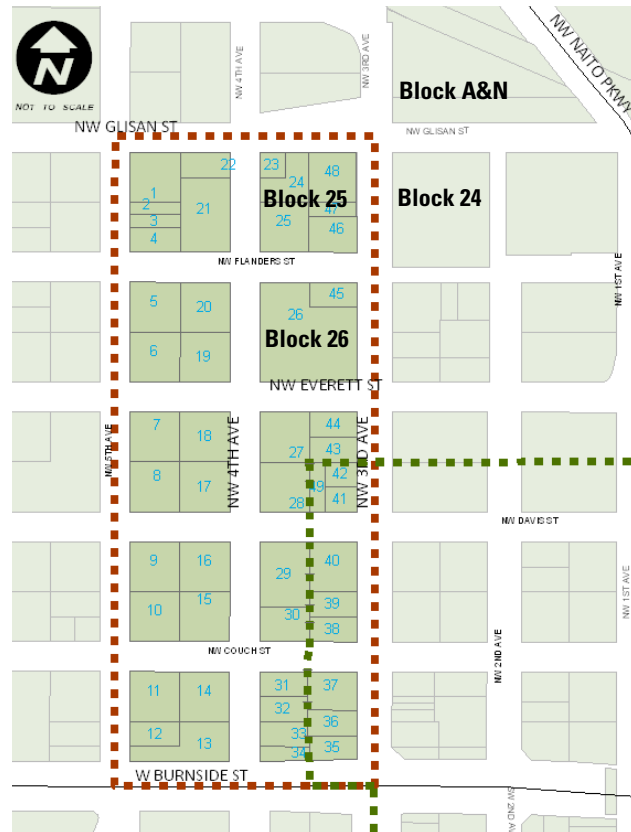 N
NOT TO SCALE
NW 4TH AVE
NW 3RD AVE
NW NAITO PKWY
Block A&N
NW GLISAN ST
NW GLISAN ST
22
23
48
1
24
2
Block 25
Block 24
21
47
3
25
46
4
NW FLANDERS ST
NW 1ST AVE
45
5
20
26
Block 26
6
19
NW EVERETT ST
7
44
18
43
27
NW 5TH AVE
NW 4TH AVE
NW 3RD AVE
8
42
17
49
41
28
NW DAVIS ST
9
16
40
29
15
39
10
30
38
NW COUCH ST
NW 1ST AVE
NW 2ND AVE
31
37
11
14
32
36
12
33
13
35
34
W BURNSIDE ST
SW 2ND A